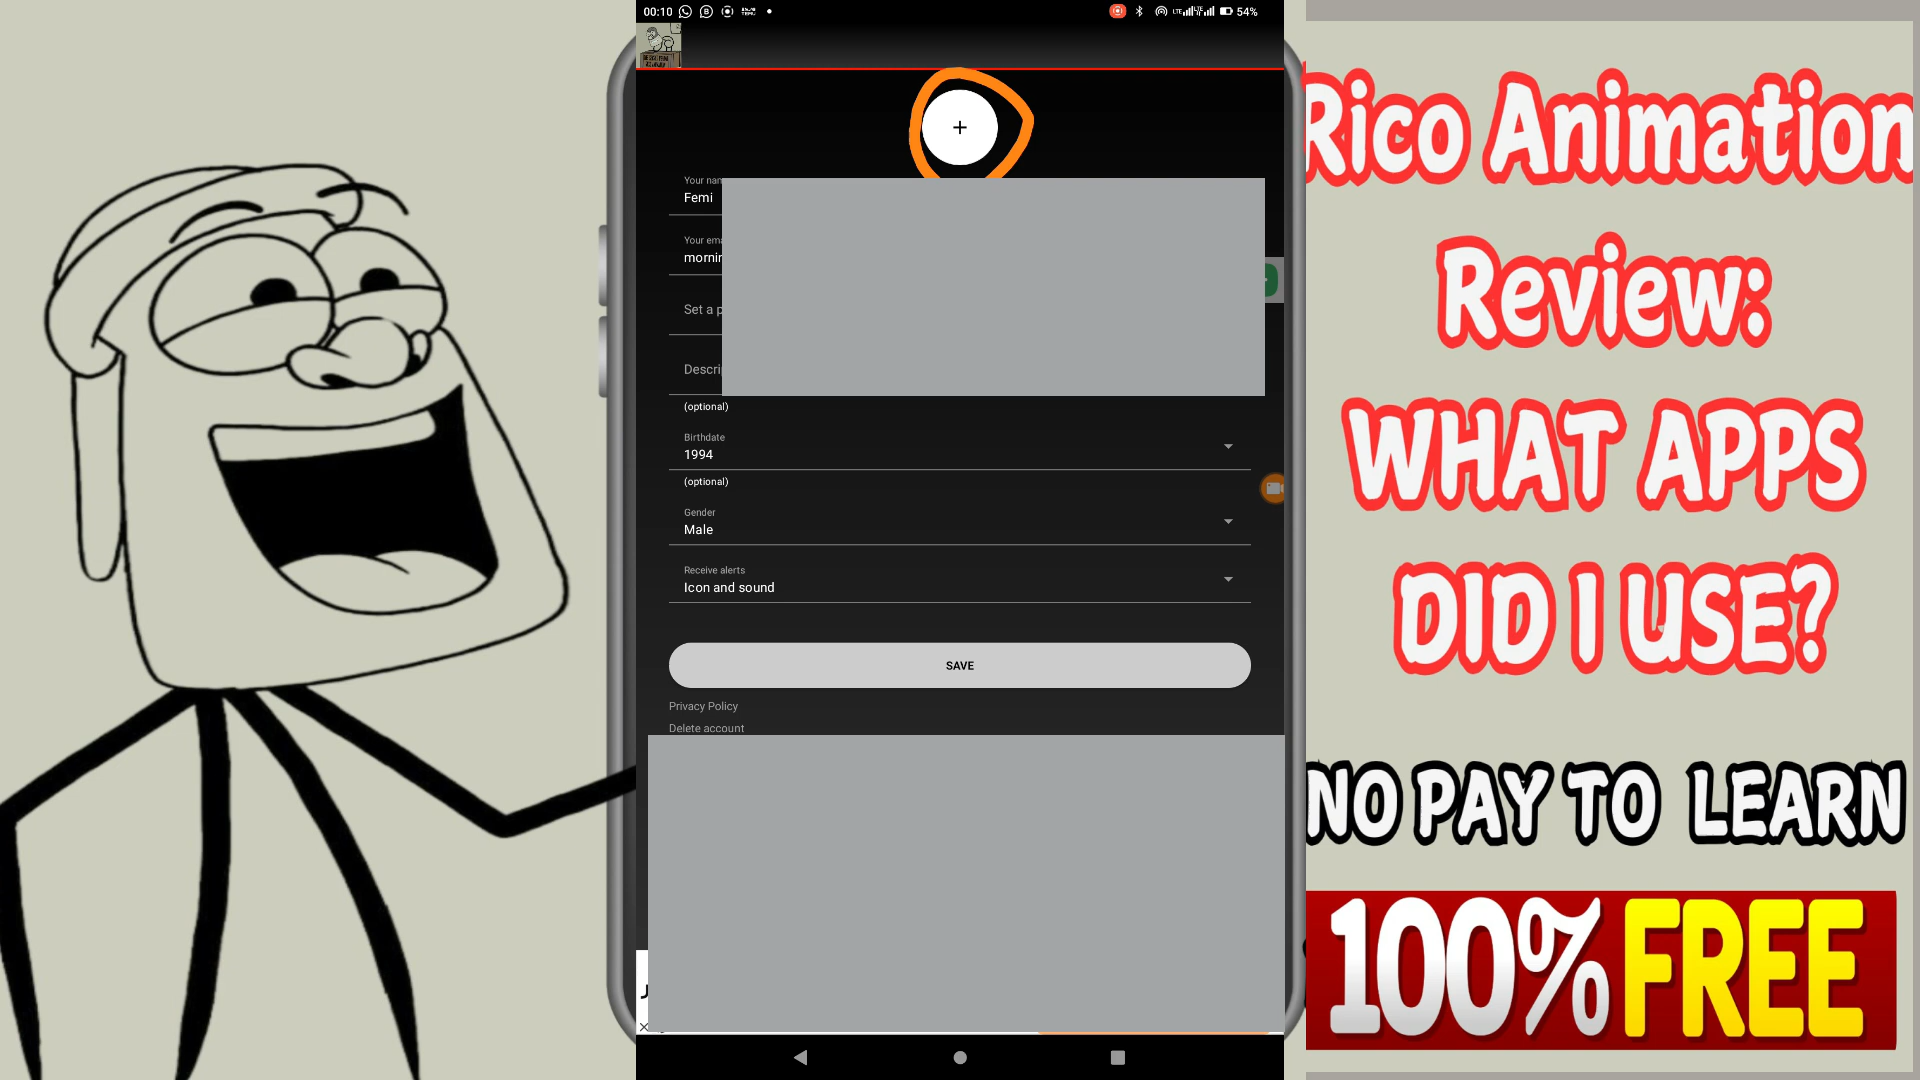 00:10
54%
Your nam
Femi
Your ema
mornin
Set a p
Descrip
(optional)
Birthdate
1994
(optional)
Gender
Male
Receive alerts
Icon and sound
SAVE
Privacy Policy
Delete account
Rico Animation
Review:
WHAT APPS
DID I USE?
NO PAY TO LEARN
100% FREE